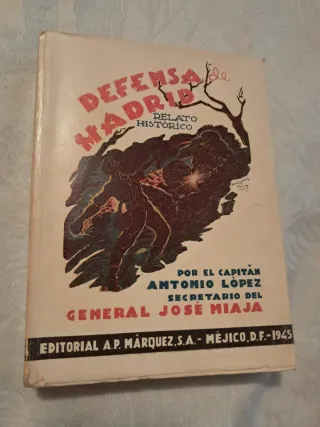 DEFENSA de
MADRID
RELATO
HISTÓRICO
POR EL CAPITÁN
ANTONIO LÓPEZ
SECRETARIO DEL
GENERAL JOSÉ MIAJA
EDITORIAL A.P. MÁRQUEZ, S.A. - MÉJICO, D.F. - 1945